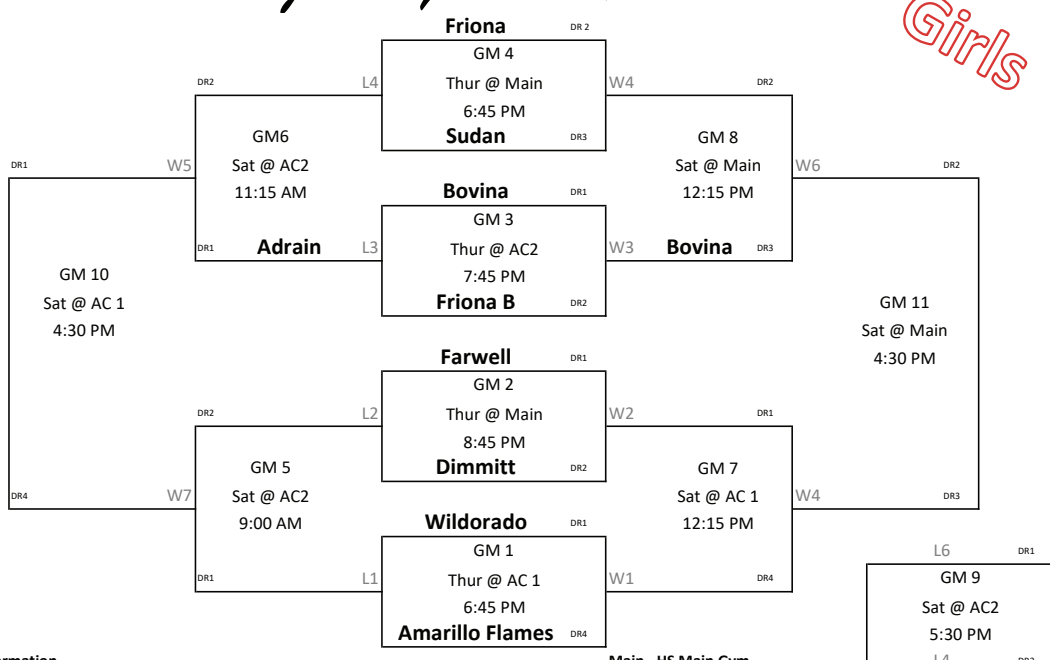 Girls
Friona DR 2
GM 4
Thur @ Main
6:45 PM
Sudan DR3
DR2 L4
W4 DR2
GM6
Sat @ AC2
11:15 AM
GM 8
Sat @ Main
12:15 PM
DR1 W5
W6 DR2
Bovina DR1
GM 3
Thur @ AC2
7:45 PM
Friona B DR2
DR1 Adrain L3
W3 Bovina DR3
GM 10
Sat @ AC 1
4:30 PM
GM 11
Sat @ Main
4:30 PM
Farwell DR1
GM 2
Thur @ Main
8:45 PM
Dimmitt DR2
DR2 L2
W2 DR1
GM 5
Sat @ AC2
9:00 AM
GM 7
Sat @ AC 1
12:15 PM
DR4 W7
W4 DR3
Wildorado DR1
GM 1
Thur @ AC 1
6:45 PM
Amarillo Flames DR4
DR1 L1
W1 DR4
L6 DR1
GM 9
Sat @ AC2
5:30 PM
L4
Main - HS Main Gym